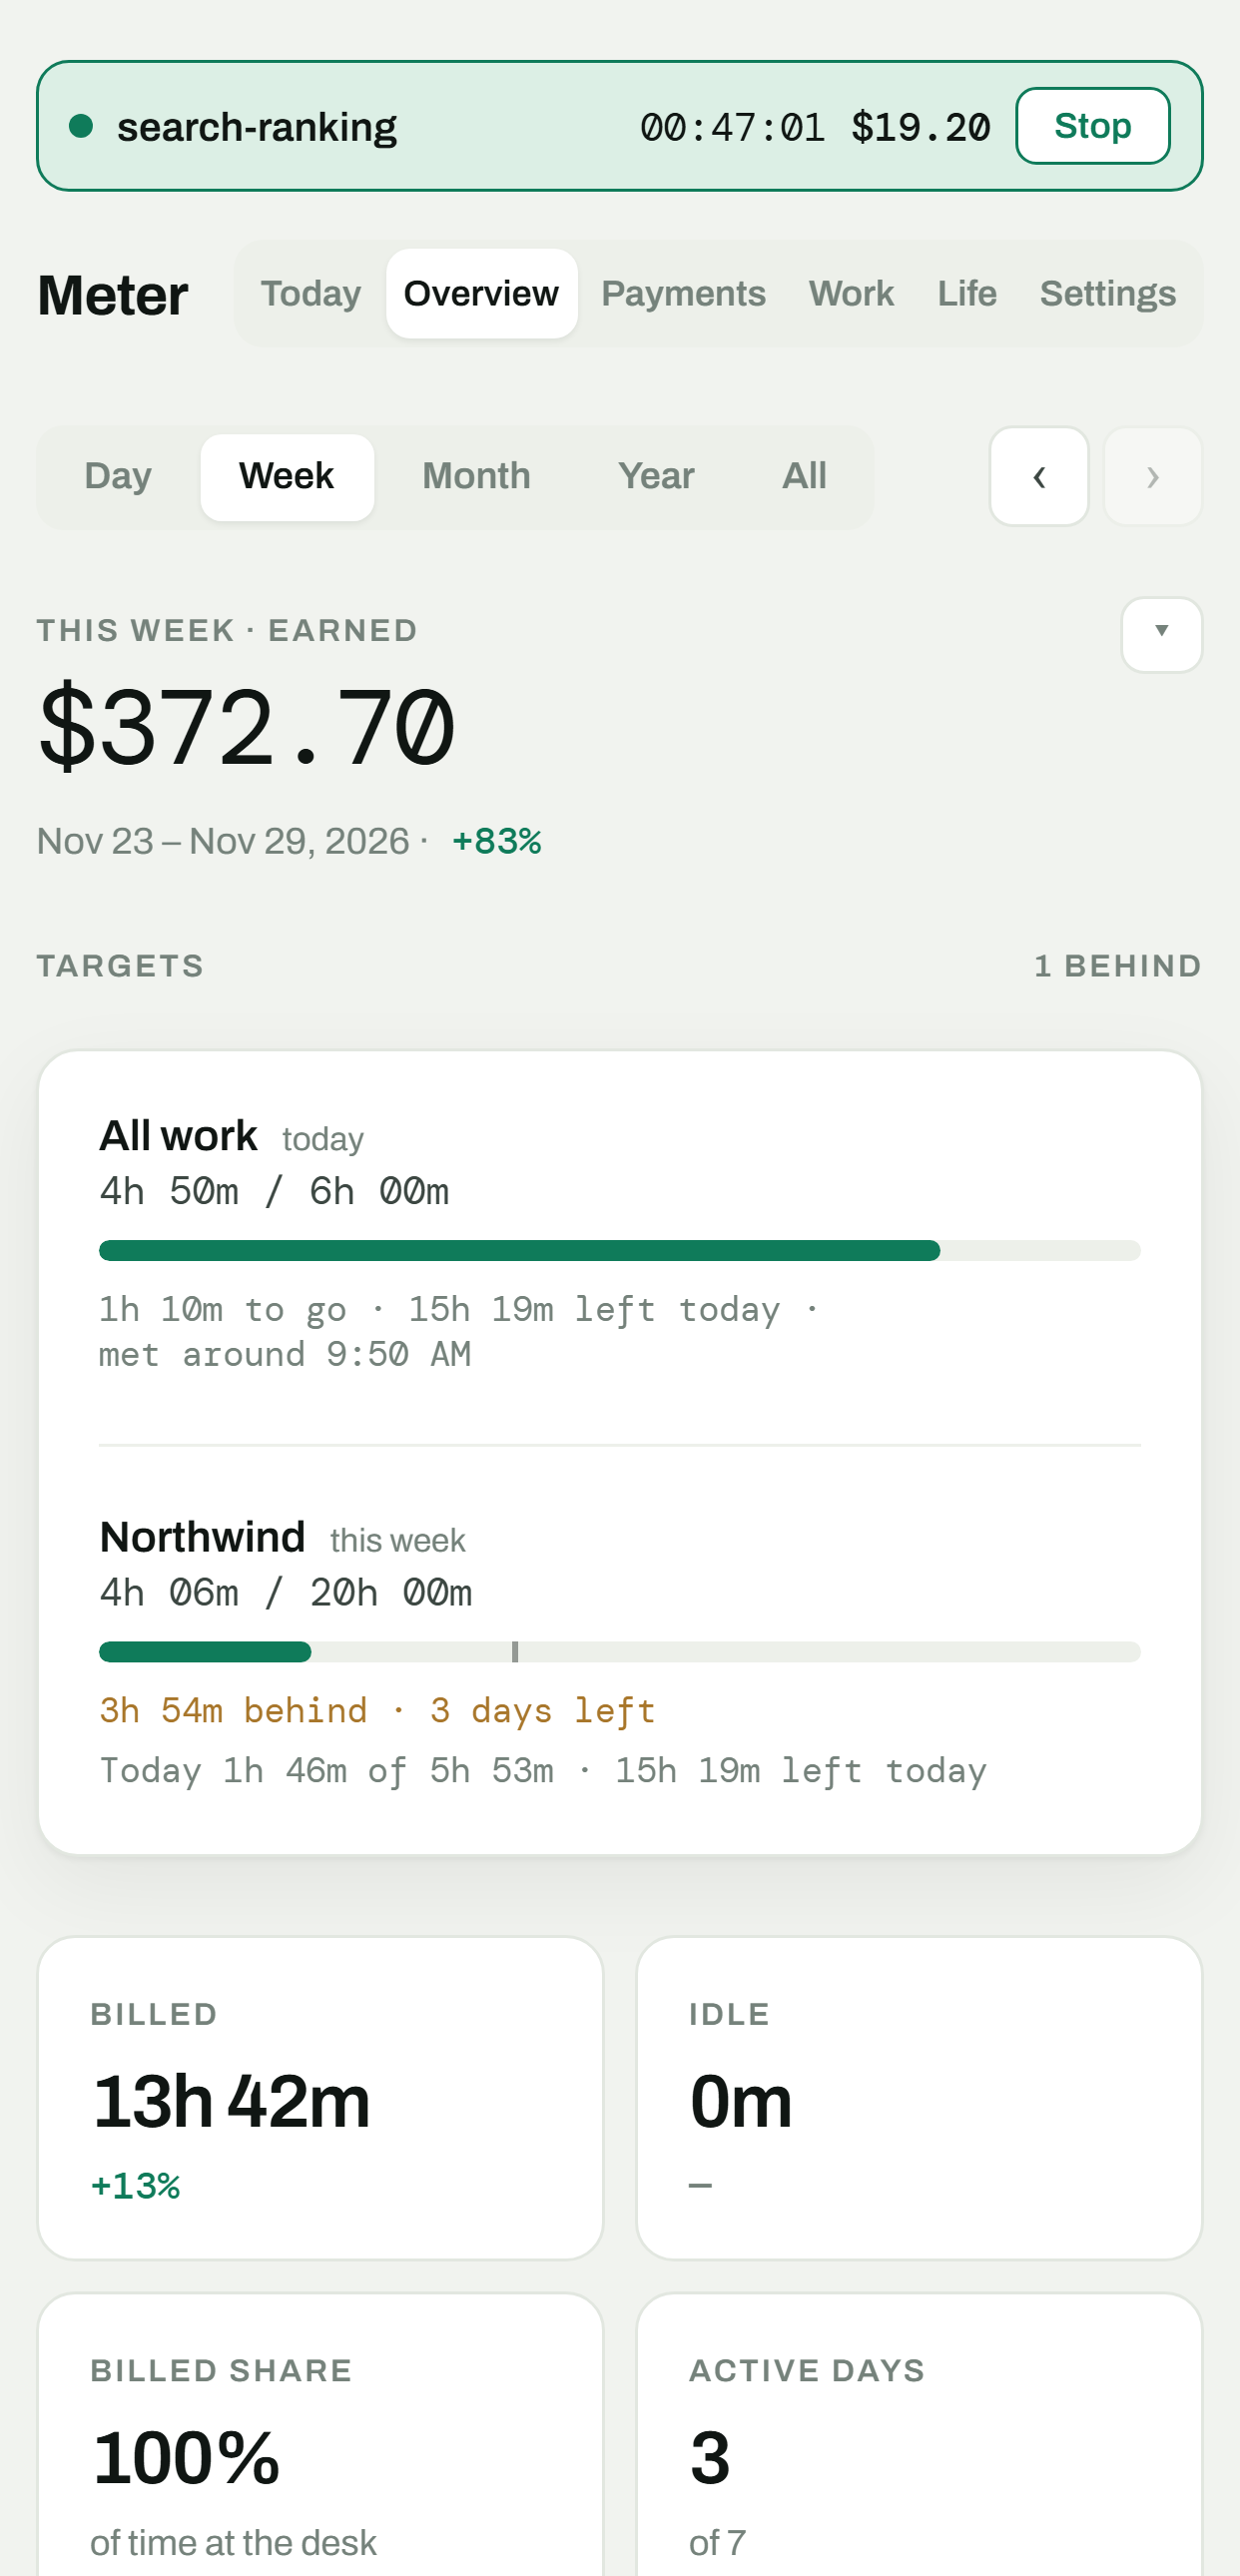 search-ranking 00:47:01 $19.20 Stop
Meter Today Overview Payments Work Life Settings
Day Week Month Year All ‹ ›
THIS WEEK · EARNED ▼
$372.70
Nov 23 – Nov 29, 2026 · +83%
TARGETS 1 BEHIND
All work today
4h 50m / 6h 00m
1h 10m to go · 15h 19m left today ·
met around 9:50 AM
Northwind this week
4h 06m / 20h 00m
3h 54m behind · 3 days left
Today 1h 46m of 5h 53m · 15h 19m left today
BILLED
13h 42m
+13%
IDLE
0m
–
BILLED SHARE
100%
of time at the desk
ACTIVE DAYS
3
of 7